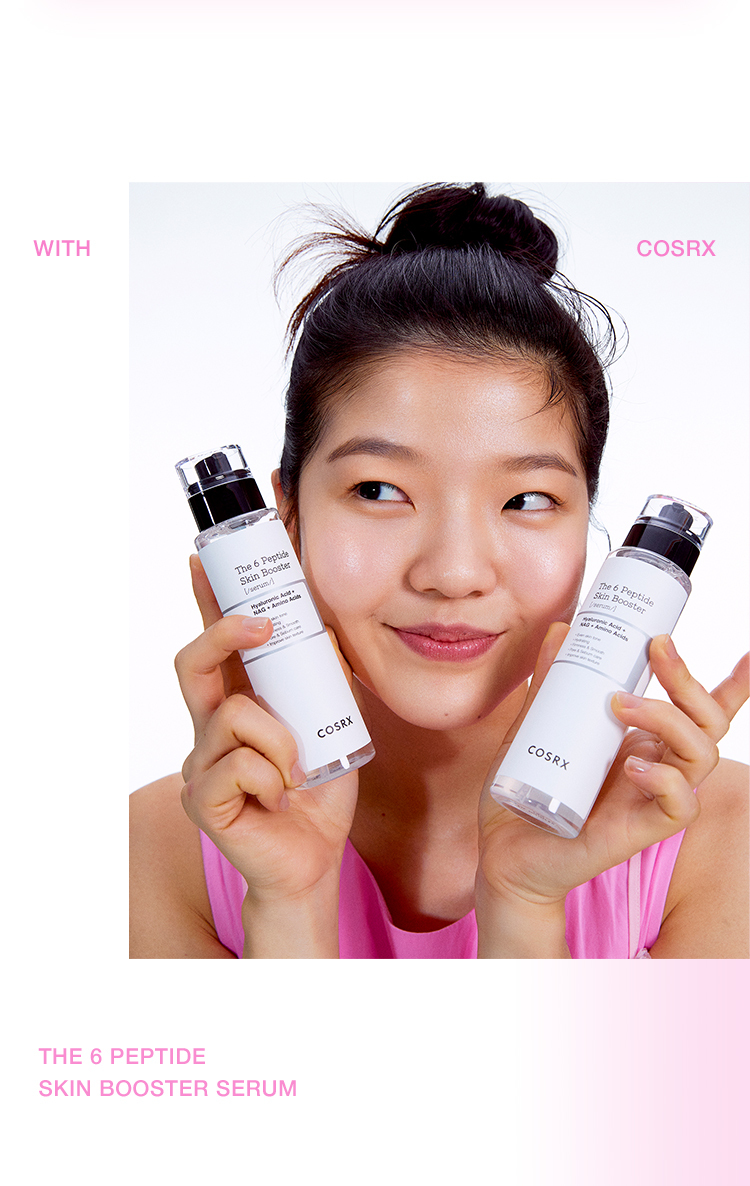 WITH
COSRX
The 6 Peptide
Skin Booster
[/serum/]
Hyaluronic Acid +
NAG + Amino Acids
COSRX
The 6 Peptide
Skin Booster
[/serum/]
Hyaluronic Acid +
NAG + Amino Acids
COSRX
THE 6 PEPTIDE
SKIN BOOSTER SERUM